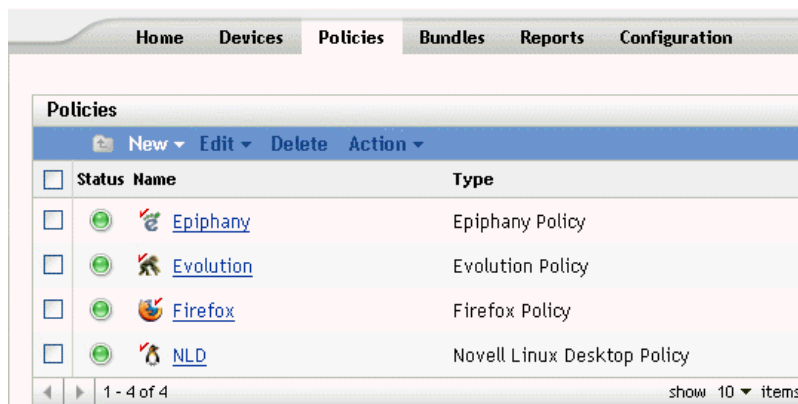 Home Devices Policies Bundles Reports Configuration
Policies
New Edit Delete Action
Status Name Type
Epiphany Epiphany Policy
Evolution Evolution Policy
Firefox Firefox Policy
NLD Novell Linux Desktop Policy
1 - 4 of 4 show 10 items